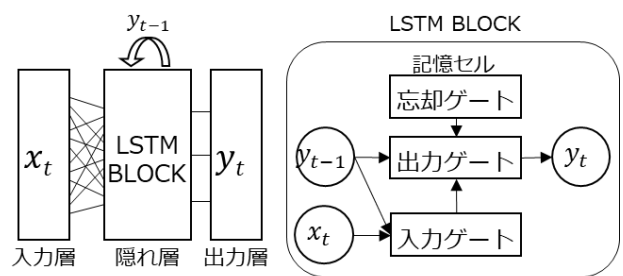 y_{t-1}
x_t
LSTM
BLOCK
y_t
入力層
隠れ層
出力層
LSTM BLOCK
記憶セル
忘却ゲート
y_{t-1}
出力ゲート
y_t
x_t
入力ゲート